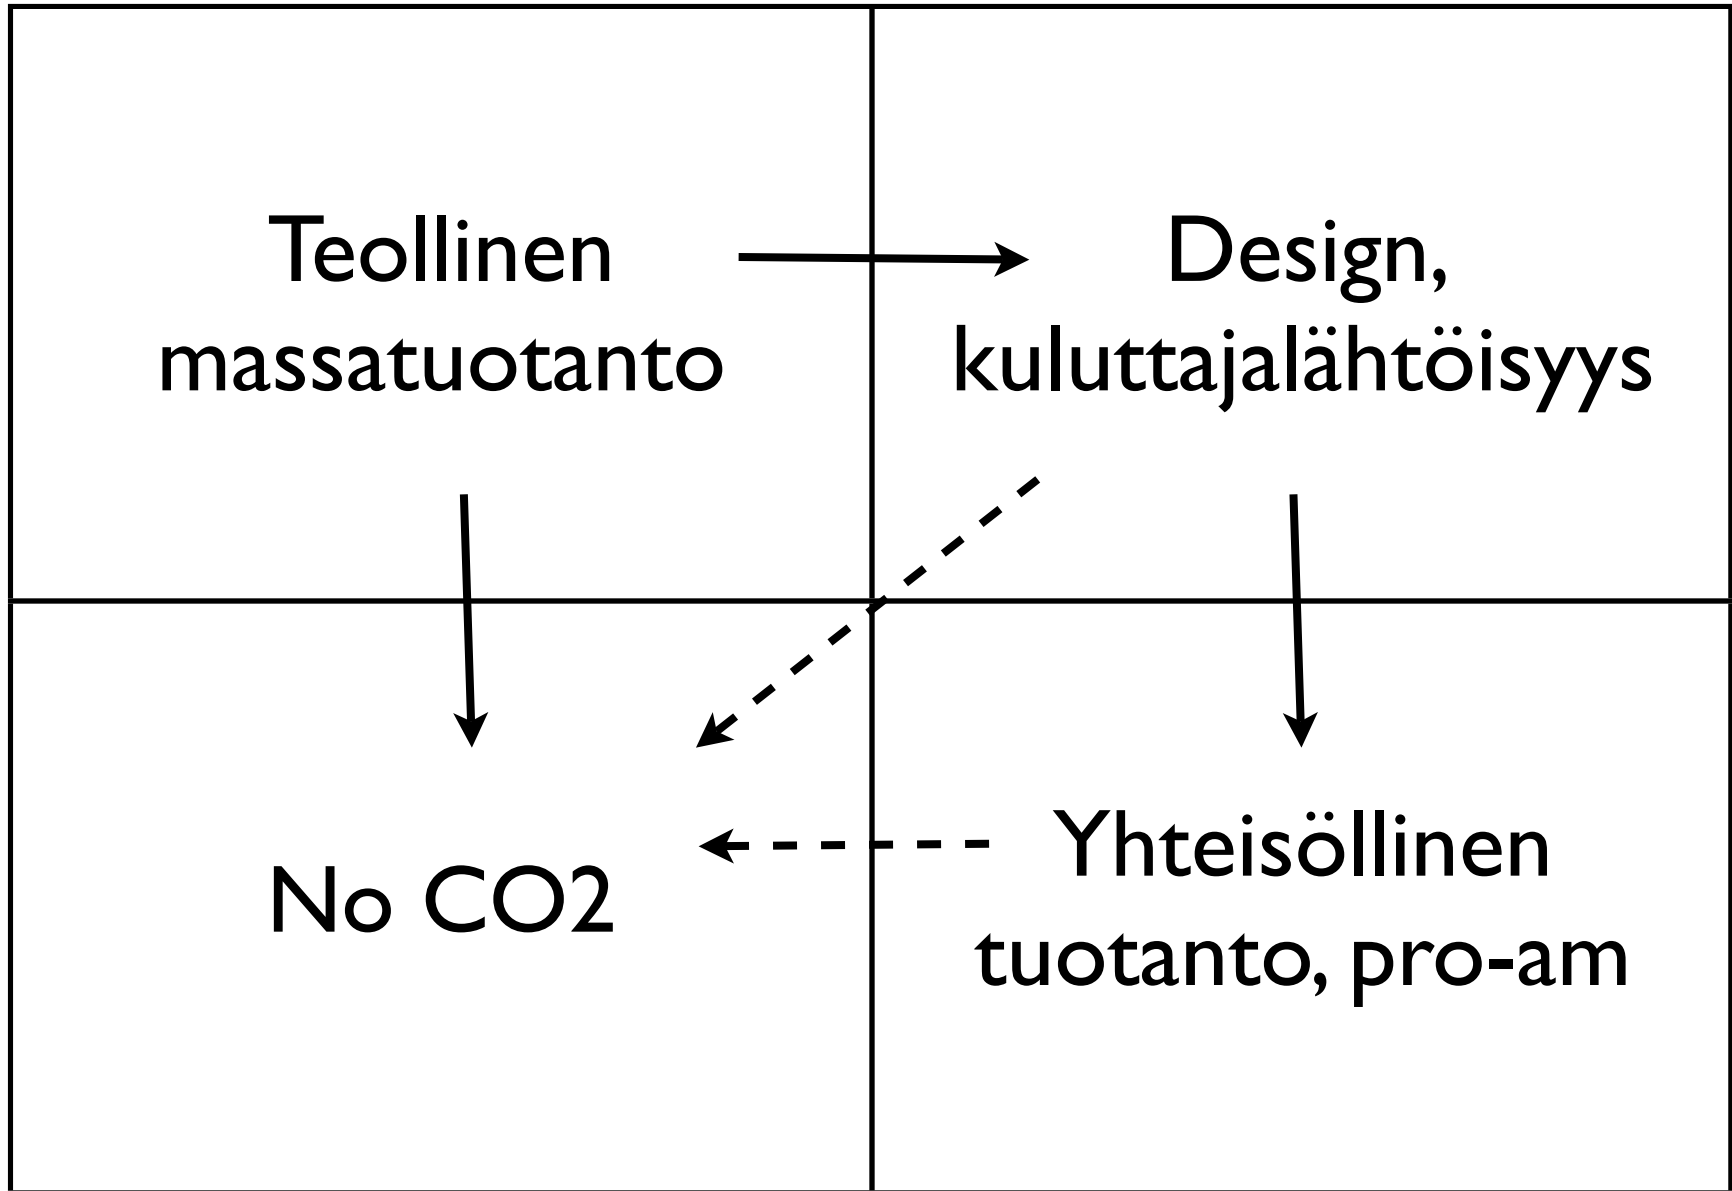 Teollinen
massatuotanto
Design,
kuluttajalähtöisyys
No CO2
Yhteisöllinen
tuotanto, pro-am